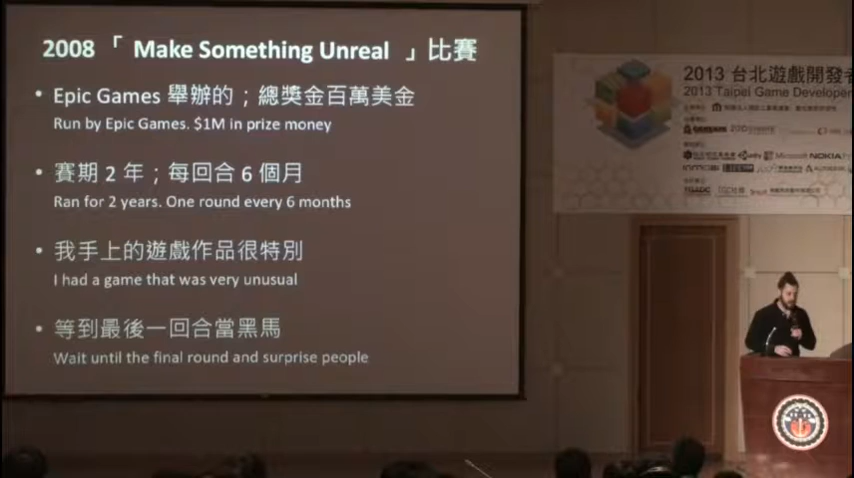 2008 「 Make Something Unreal 」比賽
• Epic Games 舉辦的；總獎金百萬美金
Run by Epic Games. $1M in prize money
• 賽期 2 年；每回合 6 個月
Ran for 2 years. One round every 6 months
• 我手上的遊戲作品很特別
I had a game that was very unusual
• 等到最後一回合當黑馬
Wait until the final round and surprise people
2013 台北遊戲開發者
2013 Taipei Game Developer
Microsoft NOKIA